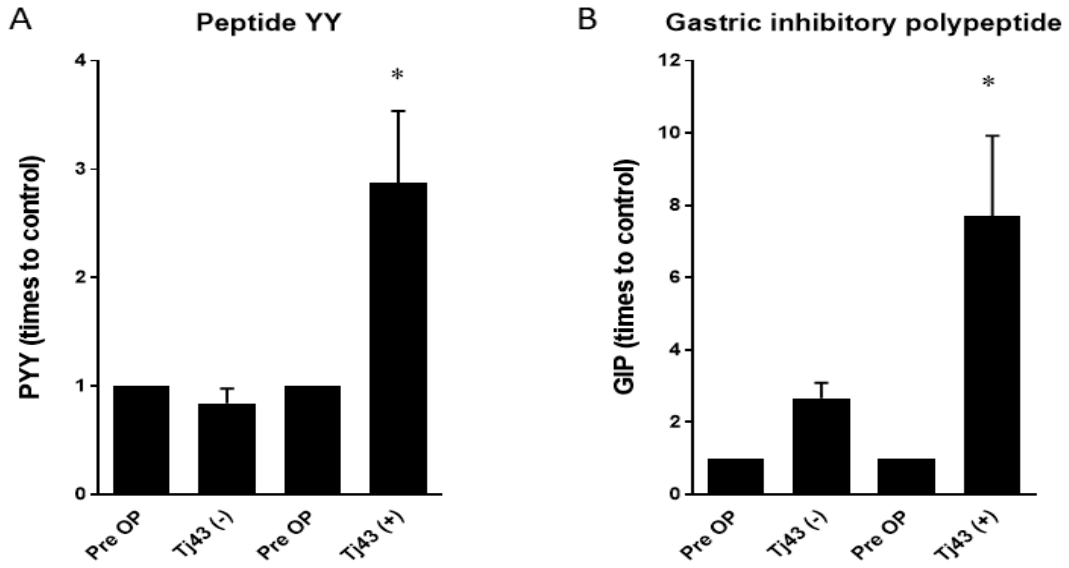 A
Peptide YY
PYY (times to control)
4
*
3
2
1
0
Pre OP
Tj43 (-)
Pre OP
Tj43 (+)
B
Gastric inhibitory polypeptide
GIP (times to control)
12
*
10
8
6
4
2
0
Pre OP
Tj43 (-)
Pre OP
Tj43 (+)